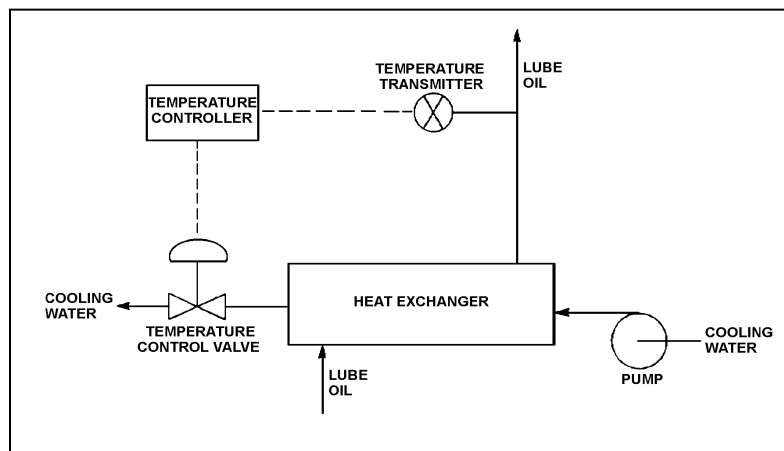 TEMPERATURE
TRANSMITTER
LUBE
OIL
TEMPERATURE
CONTROLLER
HEAT EXCHANGER
COOLING
WATER
TEMPERATURE
CONTROL VALVE
COOLING
WATER
PUMP
LUBE
OIL